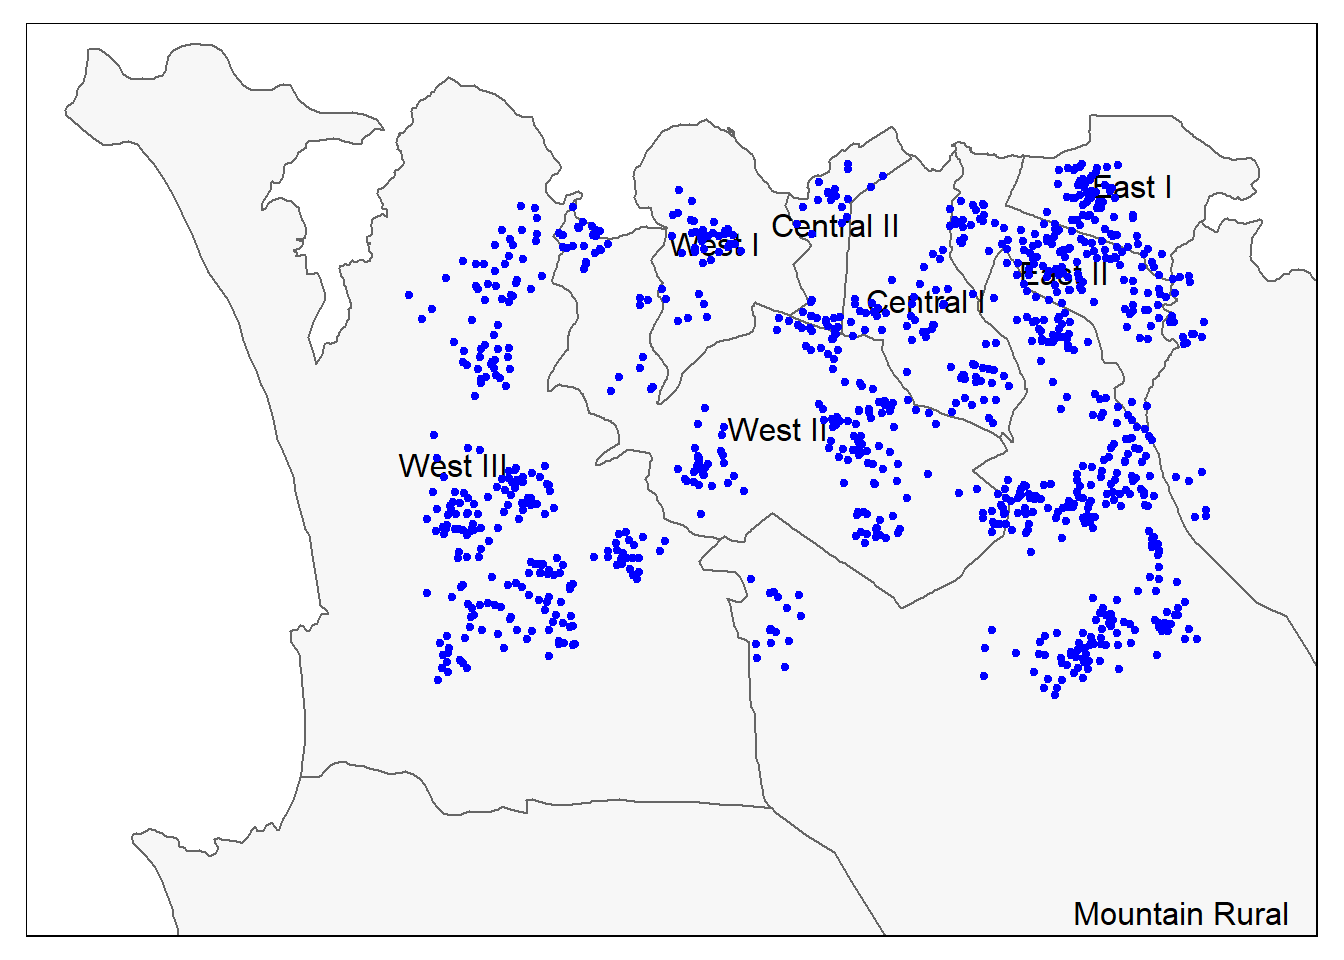 East I
Central II
West I
East II
Central I
West II
West III
Mountain Rural